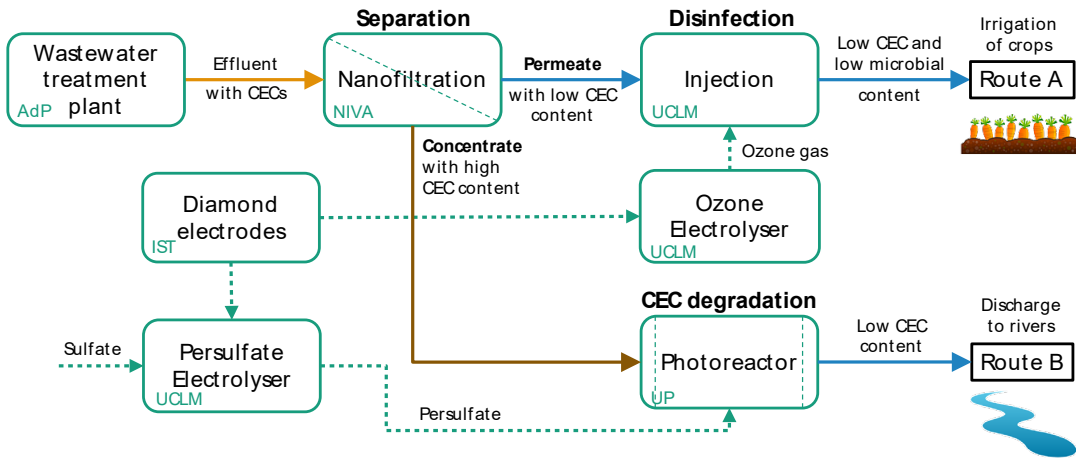 Separation
Disinfection
Irrigation
of crops
Wastewater
treatment
plant
AdP
Effluent
with CECs
Nanofiltration
NIVA
Permeate
with low CEC
content
Injection
UCLM
Low CEC and
low microbial
content
Route A
Concentrate
with high
CEC content
Ozone gas
Diamond
electrodes
IST
Ozone
Electrolyser
UCLM
CEC degradation
Discharge
to rivers
Sulfate
Persulfate
Electrolyser
UCLM
Persulfate
Photoreactor
UP
Low CEC
content
Route B